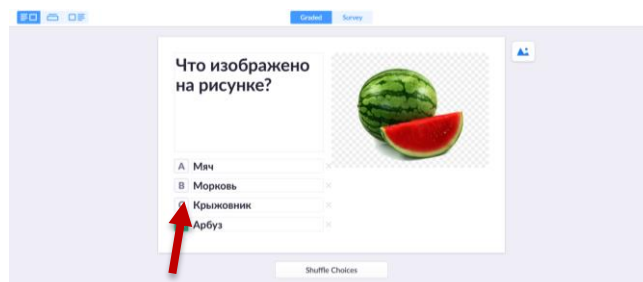 Graded Survey
Что изображено
на рисунке?
A Мяч
B Морковь
C Крыжовник
Арбуз
Shuffle Choices